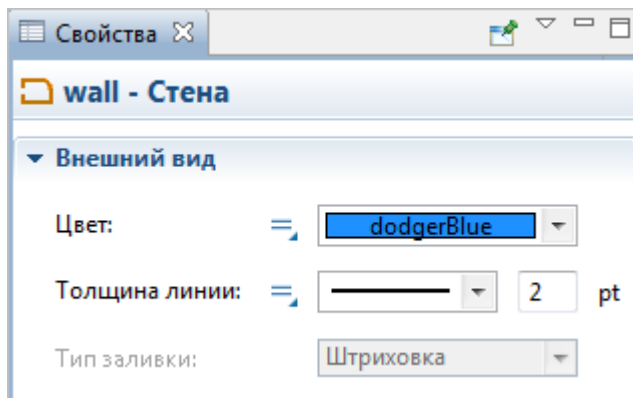 Свойства
wall - Стена
Внешний вид
Цвет: dodgerBlue
Толщина линии: 2 pt
Тип заливки: Штриховка